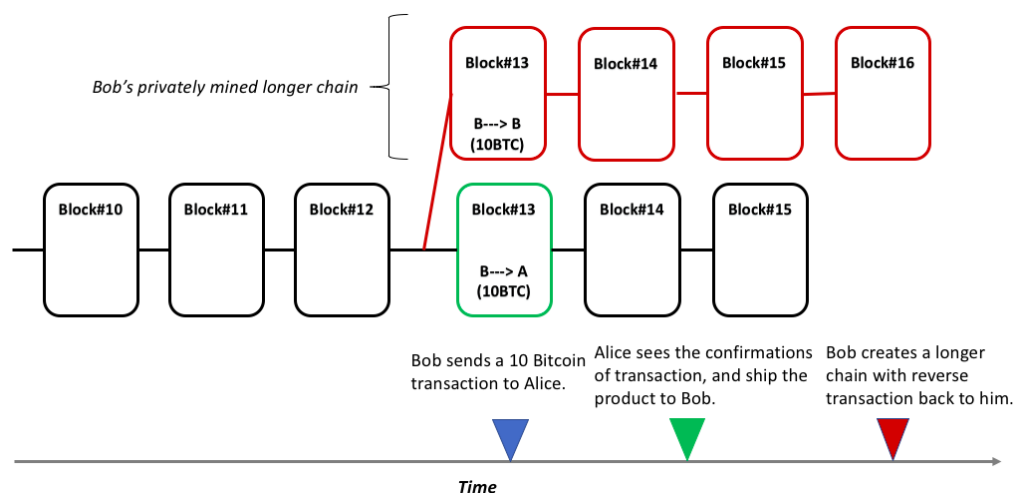 Block#13
Block#14
Block#15
Block#16
Bob's privately mined longer chain
B---> B
(10BTC)
Block#10
Block#11
Block#12
Block#13
Block#14
Block#15
B---> A
(10BTC)
Bob sends a 10 Bitcoin
transaction to Alice.
Alice sees the confirmations
of transaction, and ship the
product to Bob.
Bob creates a longer
chain with reverse
transaction back to him.
Time